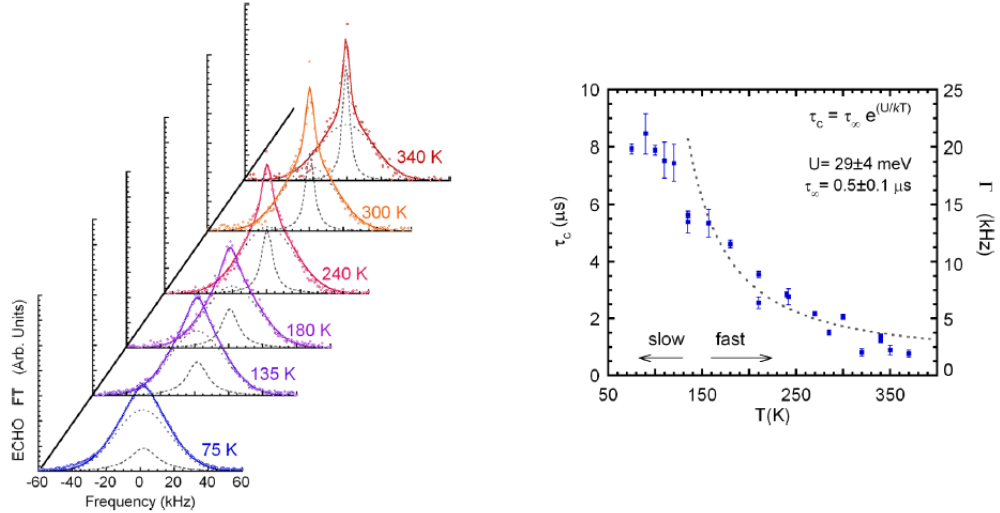 340 K
300 K
240 K
180 K
135 K
75 K
ECHO FT (Arb. Units)
-60 -40 -20 0 20 40 60
Frequency (kHz)
10
8
6
4
2
0
τc (μs)
τc = τ∞ e(U/kT)
U= 29±4 meV
τ∞ = 0.5±0.1 μs
slow fast
50 150 250 350
T(K)
25
20
15
10
5
0
Γ (kHz)